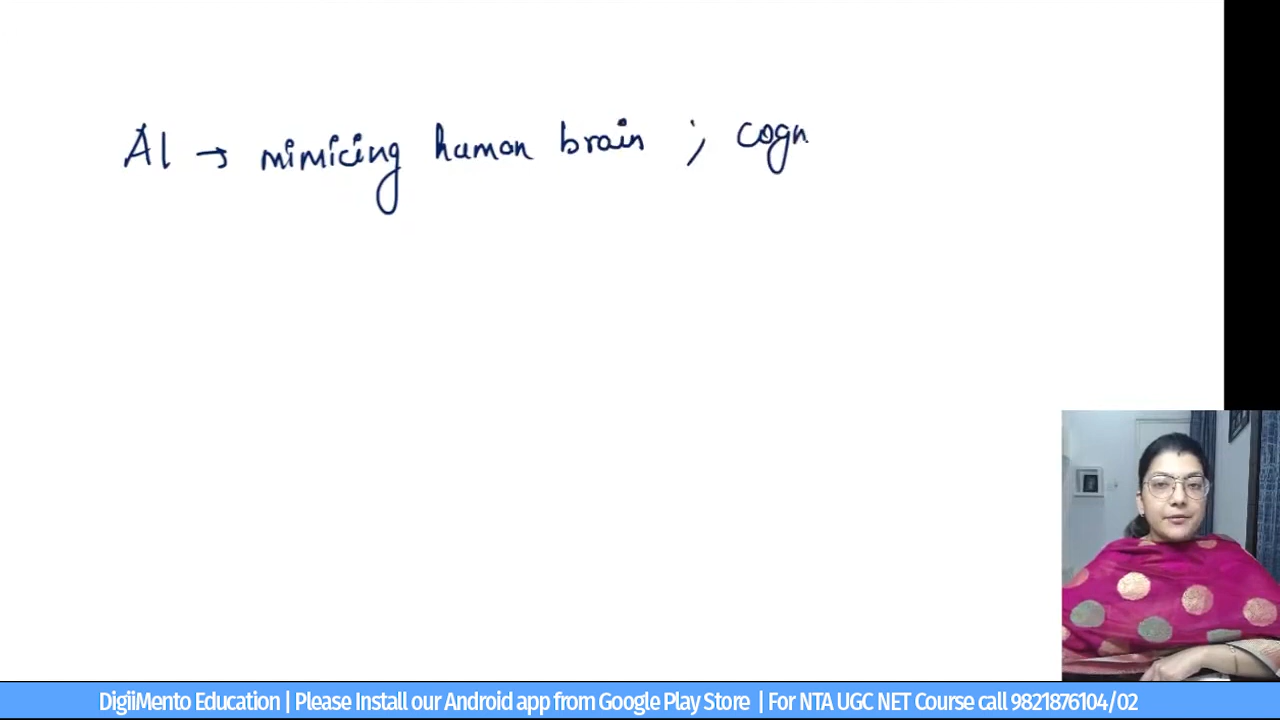 AI → mimicing human brain ; cogn
DigiiMento Education | Please Install our Android app from Google Play Store | For NTA UGC NET Course call 9821876104/02